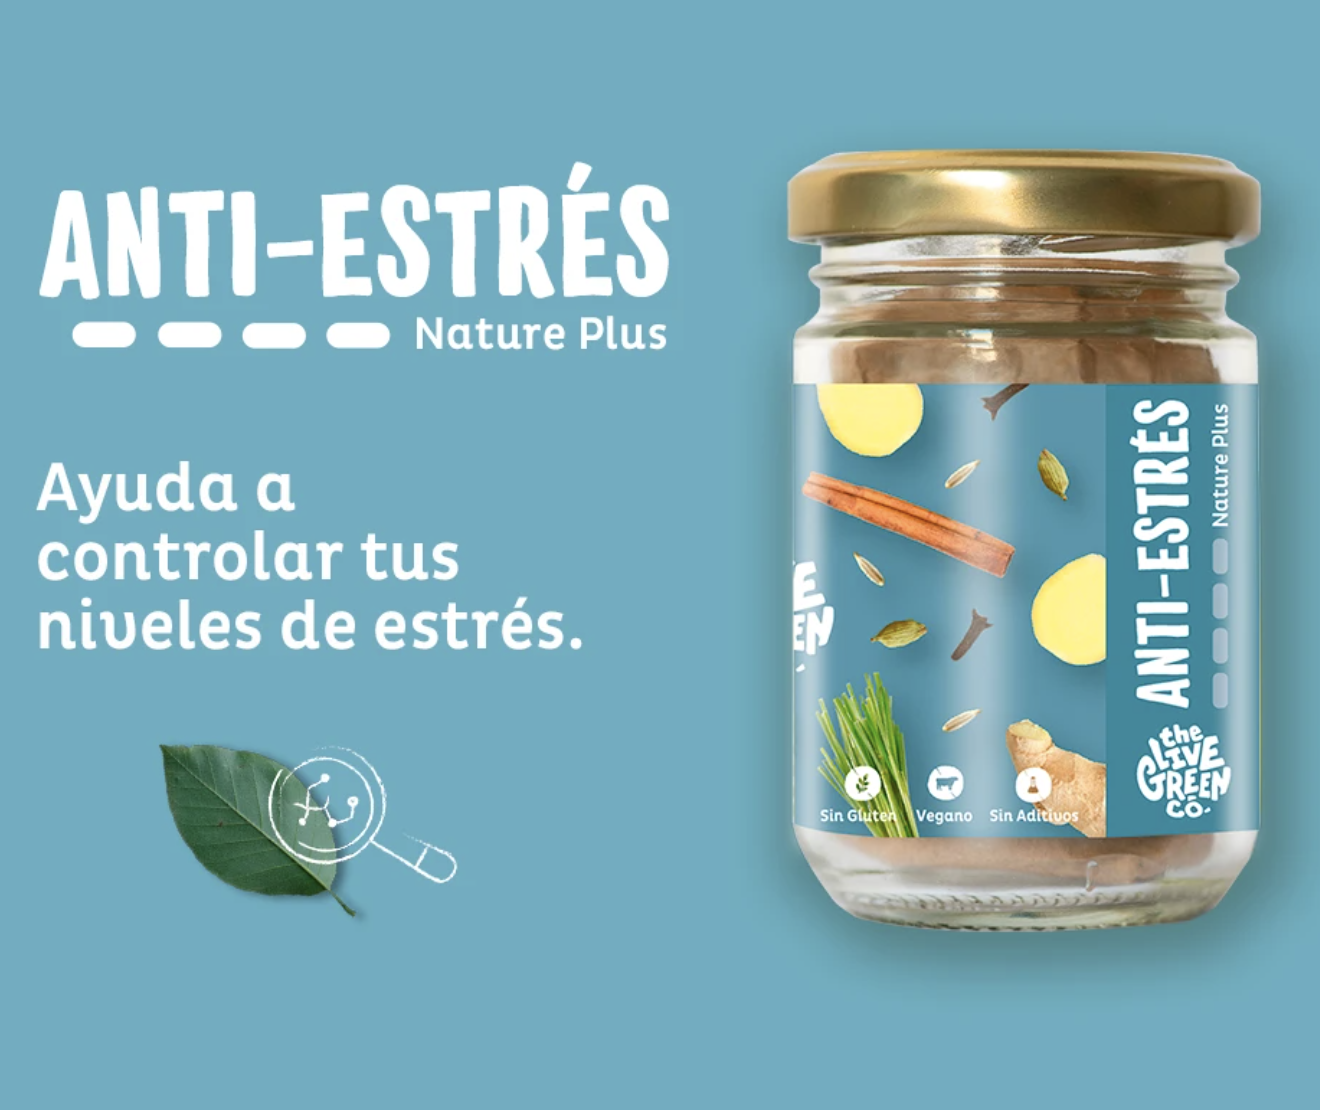 ANTI-ESTRÉS
Nature Plus
Ayuda a
controlar tus
niveles de estrés.
ANTI-ESTRÉS
Nature Plus
the
LIVE
GREEN
CO.
Sin Gluten
Vegano
Sin Aditivos